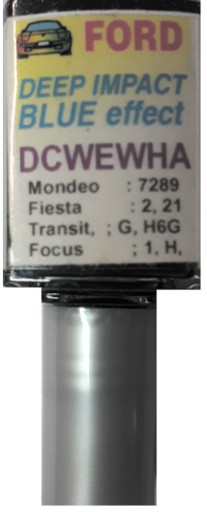 FORD
DEEP IMPACT
BLUE effect
DCWEWHA
Mondeo : 7289
Fiesta : 2, 21
Transit, ; G, H6G
Focus ; 1, H,